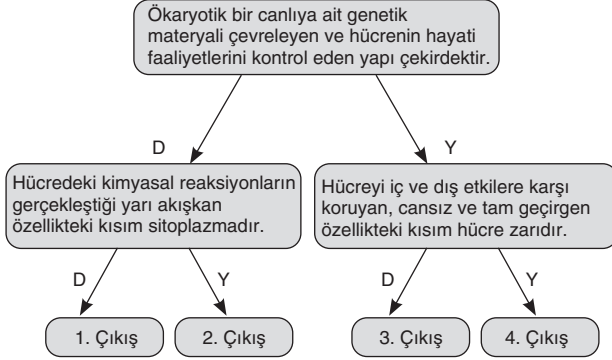 Ökaryotik bir canlıya ait genetik
materyali çevreleyen ve hücrenin hayati
faaliyetlerini kontrol eden yapı çekirdektir.
D
Y
Hücredeki kimyasal reaksiyonların
gerçekleştiği yarı akışkan
özellikteki kısım sitoplazmadır.
Hücreyi iç ve dış etkilere karşı
koruyan, cansız ve tam geçirgen
özellikteki kısım hücre zarıdır.
D
Y
D
Y
1. Çıkış
2. Çıkış
3. Çıkış
4. Çıkış